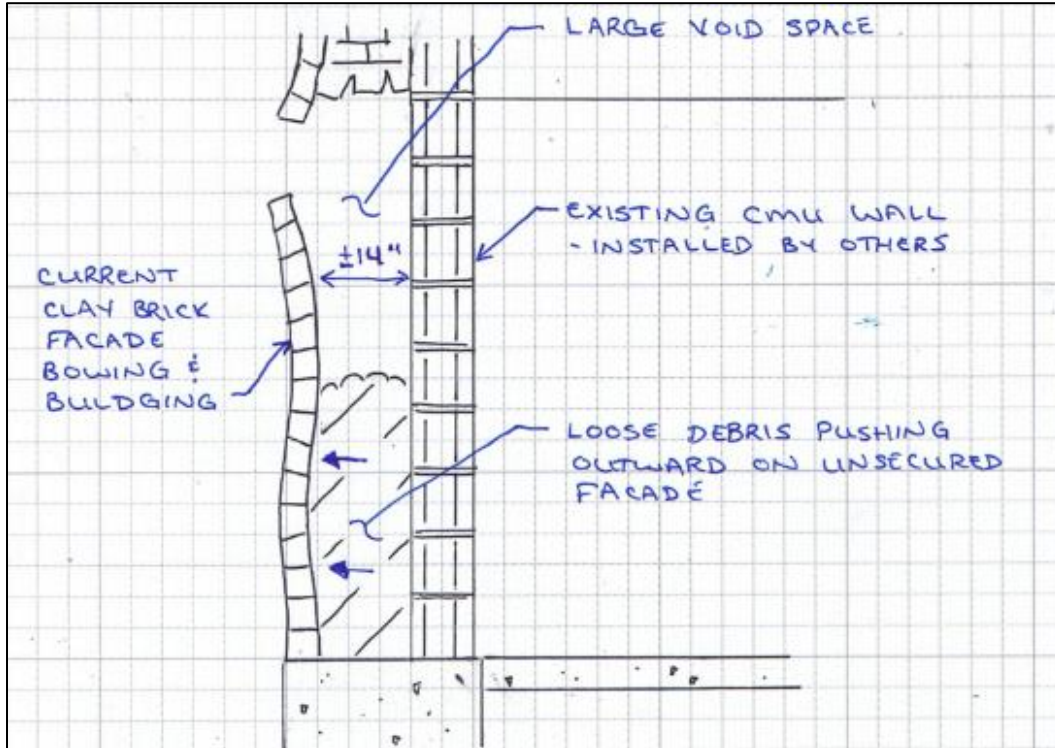 LARGE VOID SPACE
EXISTING CMU WALL
- INSTALLED BY OTHERS
±14"
CURRENT
CLAY BRICK
FACADE
BOWING &
BULDGING
LOOSE DEBRIS PUSHING
OUTWARD ON UNSECURED
FACADÉ